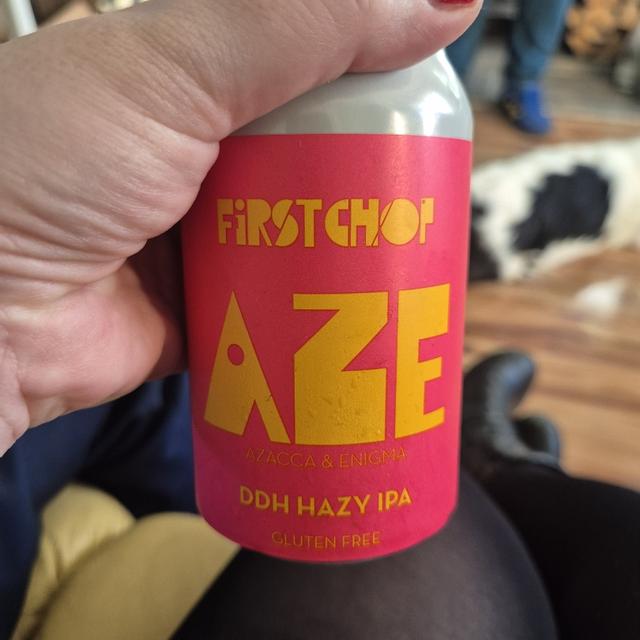 FiRST CHOP
AZE
AZACCA & ENIGMA
DDH HAZY IPA
GLUTEN FREE